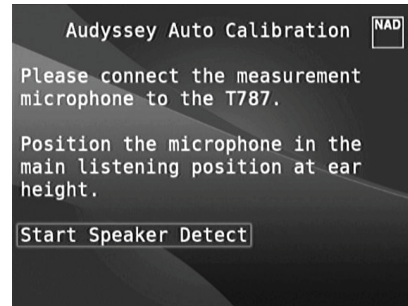 Audyssey Auto Calibration
NAD
Please connect the measurement
microphone to the T787.
Position the microphone in the
main listening position at ear
height.
Start Speaker Detect